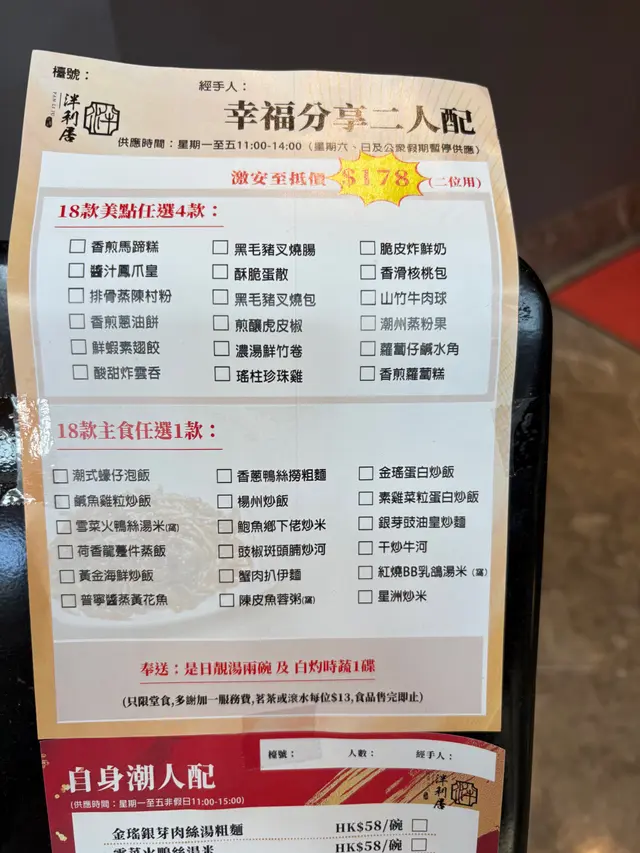 檯號：
經手人：
泮利居
幸福分享二人配
供應時間：星期一至五11:00-14:00（星期六、日及公眾假期暫停供應）
激安至抵價 $178 (二位用)
18款美點任選4款：
香煎馬蹄糕 黑毛豬叉燒腸 脆皮炸鮮奶
醬汁鳳爪皇 酥脆蛋散 香滑核桃包
排骨蒸陳村粉 黑毛豬叉燒包 山竹牛肉球
香煎蔥油餅 煎釀虎皮椒 潮州蒸粉果
鮮蝦素翅餃 濃湯鮮竹卷 蘿蔔仔鹹水角
酸甜炸雲吞 瑤柱珍珠雞 香煎蘿蔔糕
18款主食任選1款：
潮式蠔仔泡飯 香蔥鴨絲撈粗麵 金瑤蛋白炒飯
鹹魚雞粒炒飯 楊州炒飯 素雞菜粒蛋白炒飯
雪菜火鴨絲湯米(窩) 鮑魚鄉下佬炒米 銀芽豉油皇炒麵
荷香龍躉件蒸飯 豉椒斑頭腩炒河 干炒牛河
黃金海鮮炒飯 蟹肉扒伊麵 紅燒BB乳鴿湯米（窩）
普寧醬蒸黃花魚 陳皮魚蓉粥(窩) 星洲炒米
奉送：是日靚湯兩碗 及 白灼時蔬1碟
(只限堂食,多謝加一服務費,茗茶或滾水每位$13,食品售完即止)
檯號： 人數： 經手人：
自身潮人配
泮利居
(供應時間：星期一至五非假日11:00-15:00)
金瑤銀芽肉絲湯粗麵 HK$58/碗
雪菜火鴨絲湯米 HK$58/碗